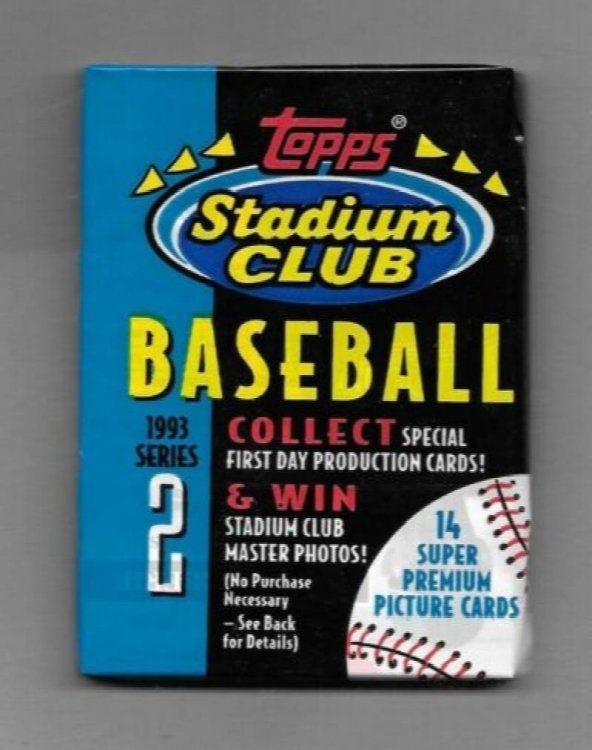 Topps®
Stadium
CLUB
BASEBALL
1993
SERIES
2
COLLECT SPECIAL
FIRST DAY PRODUCTION CARDS!
& WIN
STADIUM CLUB
MASTER PHOTOS!
(No Purchase
Necessary
– See Back
for Details)
14
SUPER
PREMIUM
PICTURE CARDS